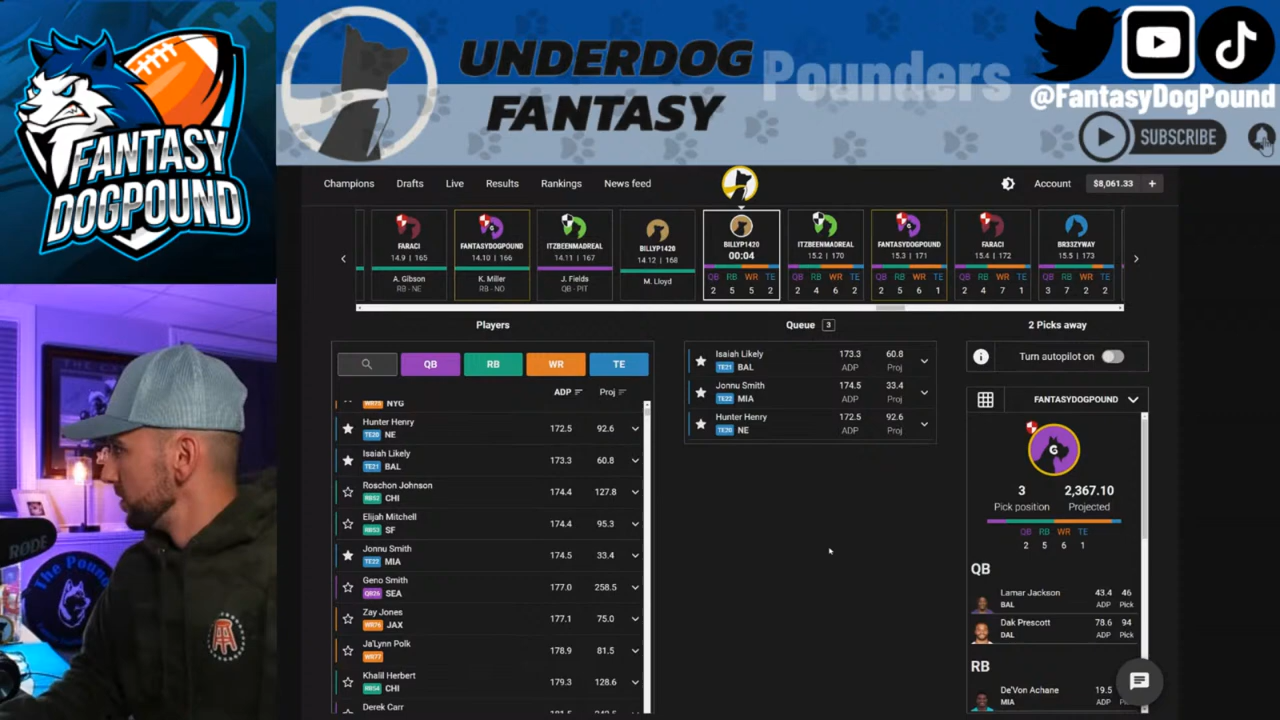 FANTASY
DOGPOUND
UNDERDOG
FANTASY
Pounders
@FantasyDogPound
SUBSCRIBE
Champions
Drafts
Live
Results
Rankings
News feed
Account
$8,061.33 +
FARACI
14.9 | 165
A. Gibson
RB - NE
FANTASYDOGPOUND
14.10 | 166
K. Miller
RB - NO
ITZBEENMADREAL
14.11 | 167
J. Fields
QB - PIT
BILLYP1420
14.12 | 168
M. Lloyd
BILLYP1420
00:04
QB RB WR TE
2 5 5 2
ITZBEENMADREAL
15.2 | 170
QB RB WR TE
2 4 6 2
FANTASYDOGPOUND
15.3 | 171
QB RB WR TE
2 5 6 1
FARACI
15.4 | 172
QB RB WR TE
2 4 7 1
BR33ZYWAY
15.5 | 173
QB RB WR TE
3 7 2 2
Players
QB
RB
WR
TE
ADP
Proj
WR75 NYG
Hunter Henry
TE20 NE
172.5
92.6
Isaiah Likely
TE21 BAL
173.3
60.8
Roschon Johnson
RB52 CHI
174.4
127.8
Elijah Mitchell
RB53 SF
174.4
95.3
Jonnu Smith
TE22 MIA
174.5
33.4
Geno Smith
QB26 SEA
177.0
258.5
Zay Jones
WR76 JAX
177.1
75.0
Ja'Lynn Polk
WR77
178.9
81.5
Khalil Herbert
RB54 CHI
179.3
128.6
Derek Carr
Queue 3
Isaiah Likely
TE21 BAL
173.3
ADP
60.8
Proj
Jonnu Smith
TE22 MIA
174.5
ADP
33.4
Proj
Hunter Henry
TE20 NE
172.5
ADP
92.6
Proj
2 Picks away
Turn autopilot on
FANTASYDOGPOUND
G
3
Pick position
2,367.10
Projected
QB RB WR TE
2 5 6 1
QB
Lamar Jackson
BAL
43.4
ADP
46
Pick
Dak Prescott
DAL
78.6
ADP
94
Pick
RB
De'Von Achane
MIA
19.5
ADP
RØDE
The Pound